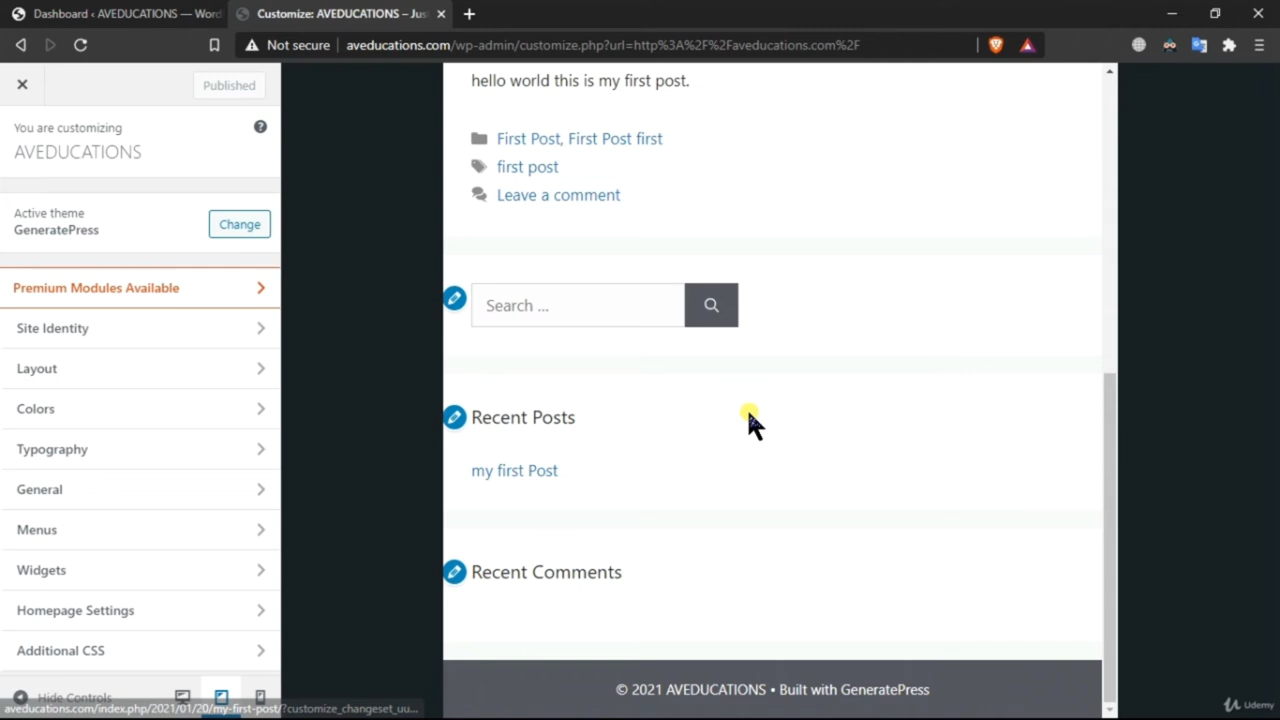 Dashboard ‹ AVEDUCATIONS — Word
Customize: AVEDUCATIONS – Jus
Not secure
aveducations.com/wp-admin/customize.php?url=http%3A%2F%2Faveducations.com%2F
Published
You are customizing
AVEDUCATIONS
Active theme
GeneratePress
Change
Premium Modules Available
Site Identity
Layout
Colors
Typography
General
Menus
Widgets
Homepage Settings
Additional CSS
Hide Controls
aveducations.com/index.php/2021/01/20/my-first-post/?customize_changeset_uu...
hello world this is my first post.
First Post, First Post first
first post
Leave a comment
Search ...
Recent Posts
my first Post
Recent Comments
© 2021 AVEDUCATIONS • Built with GeneratePress
Udemy